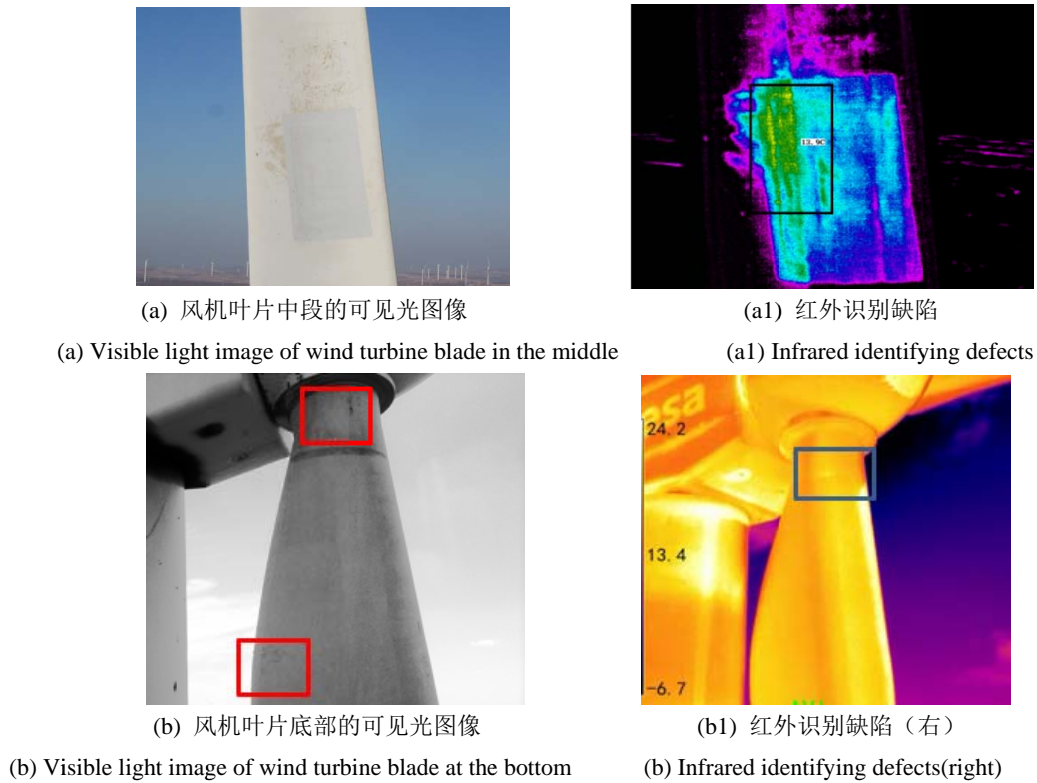 13.9C
(a) 风机叶片中段的可见光图像
(a1) 红外识别缺陷
(a) Visible light image of wind turbine blade in the middle
(a1) Infrared identifying defects
asa
24.2
13.4
-6.7
(b) 风机叶片底部的可见光图像
(b1) 红外识别缺陷（右）
(b) Visible light image of wind turbine blade at the bottom
(b) Infrared identifying defects(right)